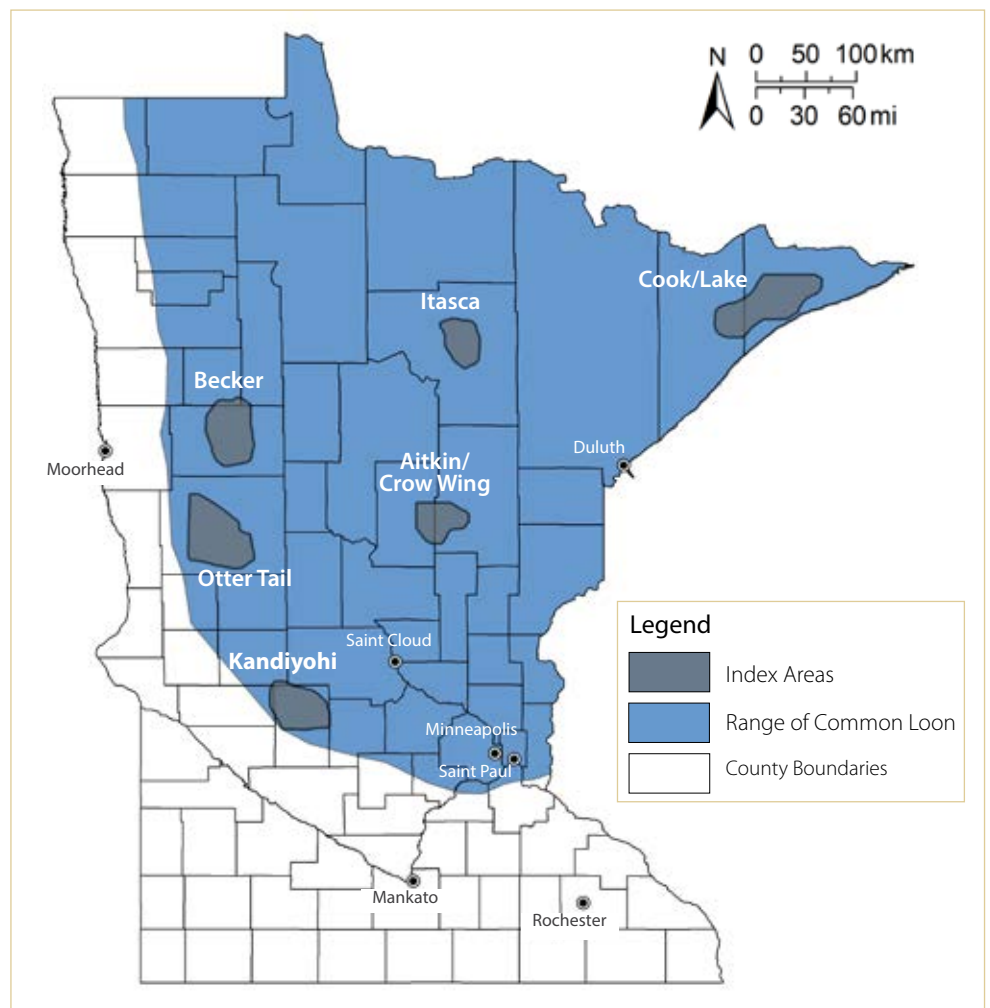 N
0 50 100 km
0 30 60 mi
Cook/Lake
Itasca
Becker
Duluth
Moorhead
Aitkin/
Crow Wing
Otter Tail
Saint Cloud
Kandiyohi
Minneapolis
Saint Paul
Mankato
Rochester
Legend
Index Areas
Range of Common Loon
County Boundaries